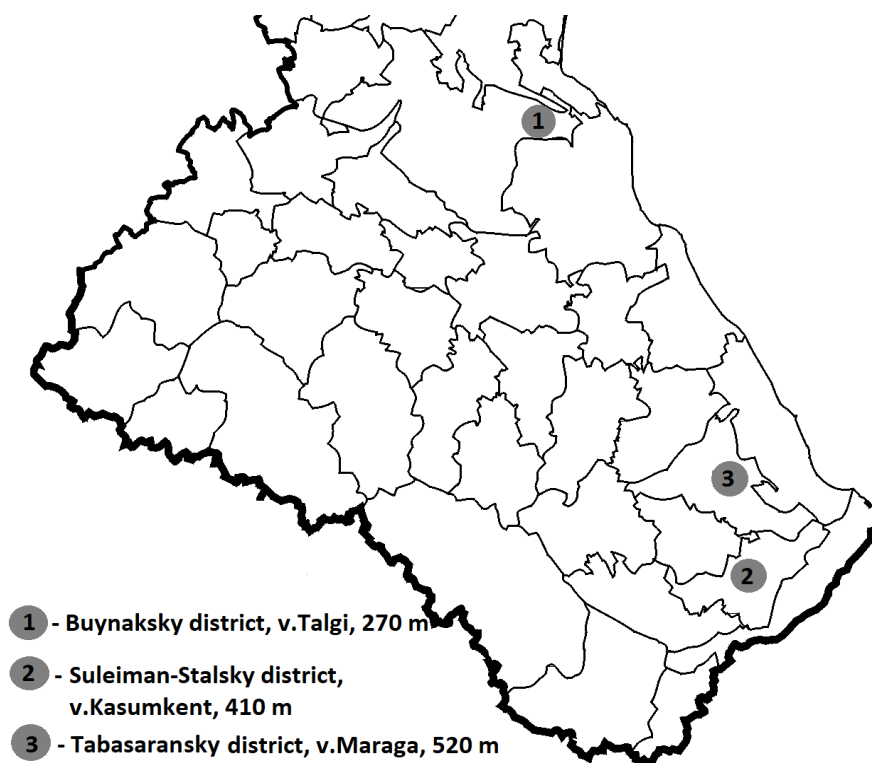 1
3
2
1 - Buynaksky district, v.Talgi, 270 m
2 - Suleiman-Stalsky district,
v.Kasumkent, 410 m
3 - Tabasaransky district, v.Maraga, 520 m